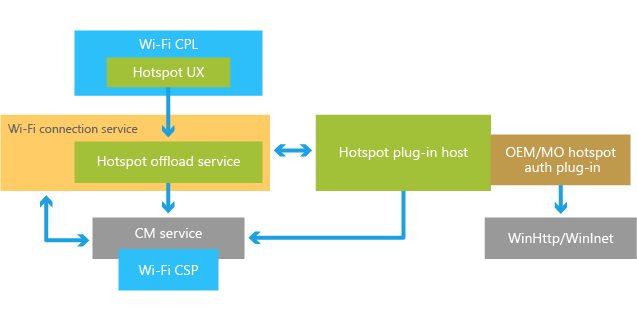 Wi-Fi CPL
Hotspot UX
Wi-Fi connection service
Hotspot offload service
Hotspot plug-in host
OEM/MO hotspot
auth plug-in
CM service
Wi-Fi CSP
WinHttp/WinInet